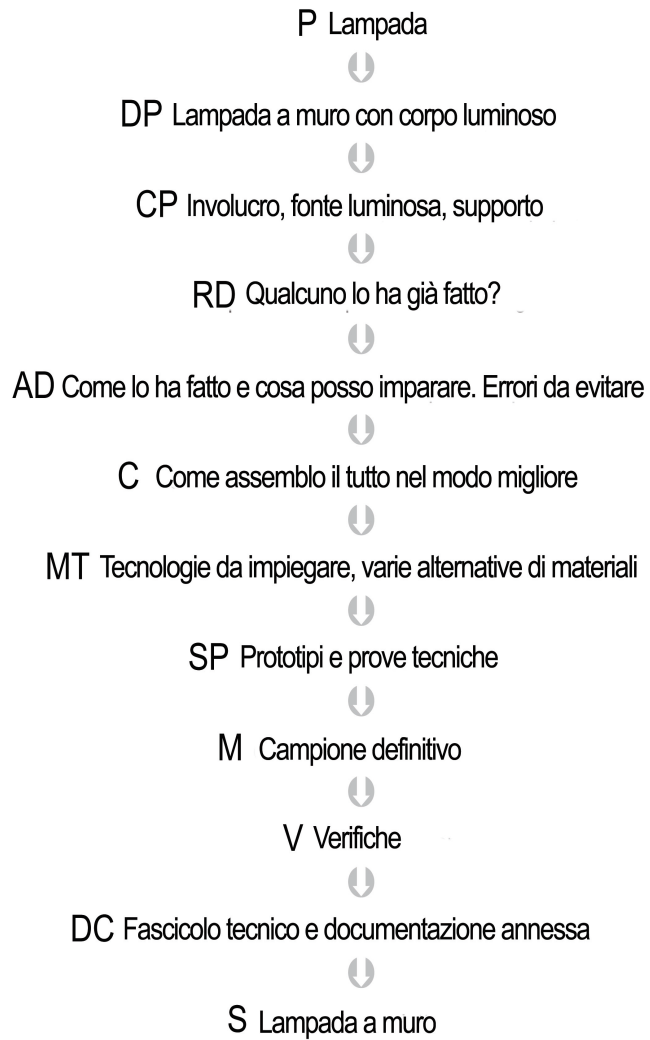 P Lampada
DP Lampada a muro con corpo luminoso
CP Involucro, fonte luminosa, supporto
RD Qualcuno lo ha già fatto?
AD Come lo ha fatto e cosa posso imparare. Errori da evitare
C Come assemblo il tutto nel modo migliore
MT Tecnologie da impiegare, varie alternative di materiali
SP Prototipi e prove tecniche
M Campione definitivo
V Verifiche
DC Fascicolo tecnico e documentazione annessa
S Lampada a muro